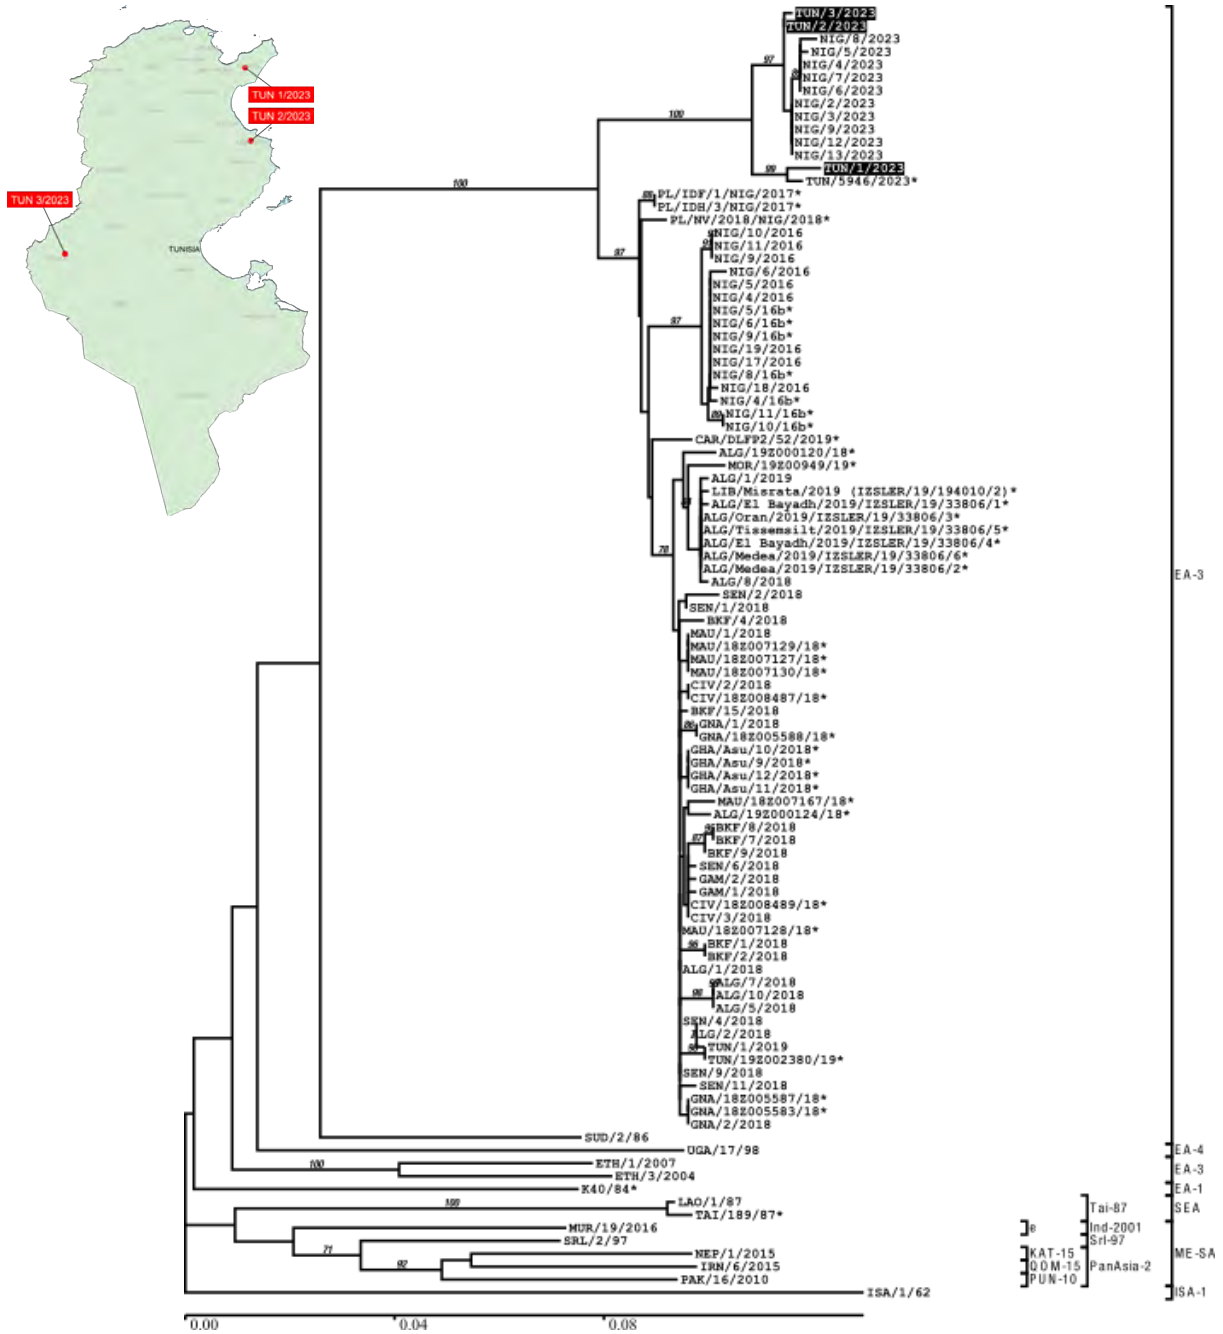 TUN 1/2023
TUN 2/2023
TUN 3/2023
TUNISIA
TUN/3/2023
TUN/2/2023
NIG/8/2023
NIG/5/2023
97
NIG/4/2023
NIG/7/2023
NIG/6/2023
NIG/2/2023
NIG/3/2023
100
NIG/9/2023
NIG/12/2023
NIG/13/2023
99
TUN/1/2023
TUN/5946/2023*
100
PL/IDF/1/NIG/2017*
PL/IDH/3/NIG/2017*
PL/NV/2018/NIG/2018*
NIG/10/2016
NIG/11/2016
97
NIG/9/2016
NIG/6/2016
NIG/5/2016
NIG/4/2016
NIG/5/16b*
97
NIG/6/16b*
NIG/9/16b*
NIG/19/2016
NIG/17/2016
NIG/8/16b*
NIG/18/2016
NIG/4/16b*
NIG/11/16b*
NIG/10/16b*
CAR/DLFP2/52/2019*
ALG/19Z000120/18*
MOR/19Z00949/19*
ALG/1/2019
LIB/Misrata/2019 (IZSLER/19/194010/2)*
ALG/El Bayadh/2019/IZSLER/19/33806/1*
ALG/Oran/2019/IZSLER/19/33806/3*
ALG/Tissemsilt/2019/IZSLER/19/33806/5*
ALG/El Bayadh/2019/IZSLER/19/33806/4*
78
ALG/Medea/2019/IZSLER/19/33806/6*
ALG/Medea/2019/IZSLER/19/33806/2*
EA-3
ALG/8/2018
SEN/2/2018
SEN/1/2018
BKF/4/2018
MAU/1/2018
MAU/18Z007129/18*
MAU/18Z007127/18*
MAU/18Z007130/18*
CIV/2/2018
CIV/18Z008487/18*
BKF/15/2018
GNA/1/2018
GNA/18Z005588/18*
GHA/Asu/10/2018*
GHA/Asu/9/2018*
GHA/Asu/12/2018*
GHA/Asu/11/2018*
MAU/18Z007167/18*
ALG/19Z000124/18*
BKF/8/2018
BKF/7/2018
BKF/9/2018
SEN/6/2018
GAM/2/2018
GAM/1/2018
CIV/18Z008489/18*
CIV/3/2018
MAU/18Z007128/18*
BKF/1/2018
BKF/2/2018
ALG/1/2018
ALG/7/2018
ALG/10/2018
ALG/5/2018
SEN/4/2018
ALG/2/2018
TUN/1/2019
TUN/19Z002380/19*
SEN/9/2018
SEN/11/2018
GNA/18Z005587/18*
GNA/18Z005583/18*
GNA/2/2018
SUD/2/86
UGA/17/98 EA-4
100
ETH/1/2007
EA-3
ETH/3/2004
K40/84* EA-1
100
LAO/1/87
Tai-87 SEA
TAI/189/87*
MUR/19/2016 e Ind-2001
SRL/2/97 Srl-97
71
NEP/1/2015 KAT-15 ME-SA
92
IRN/6/2015 QOM-15 PanAsia-2
PAK/16/2010 PUN-10
ISA/1/62 ISA-1
0.00 0.04 0.08